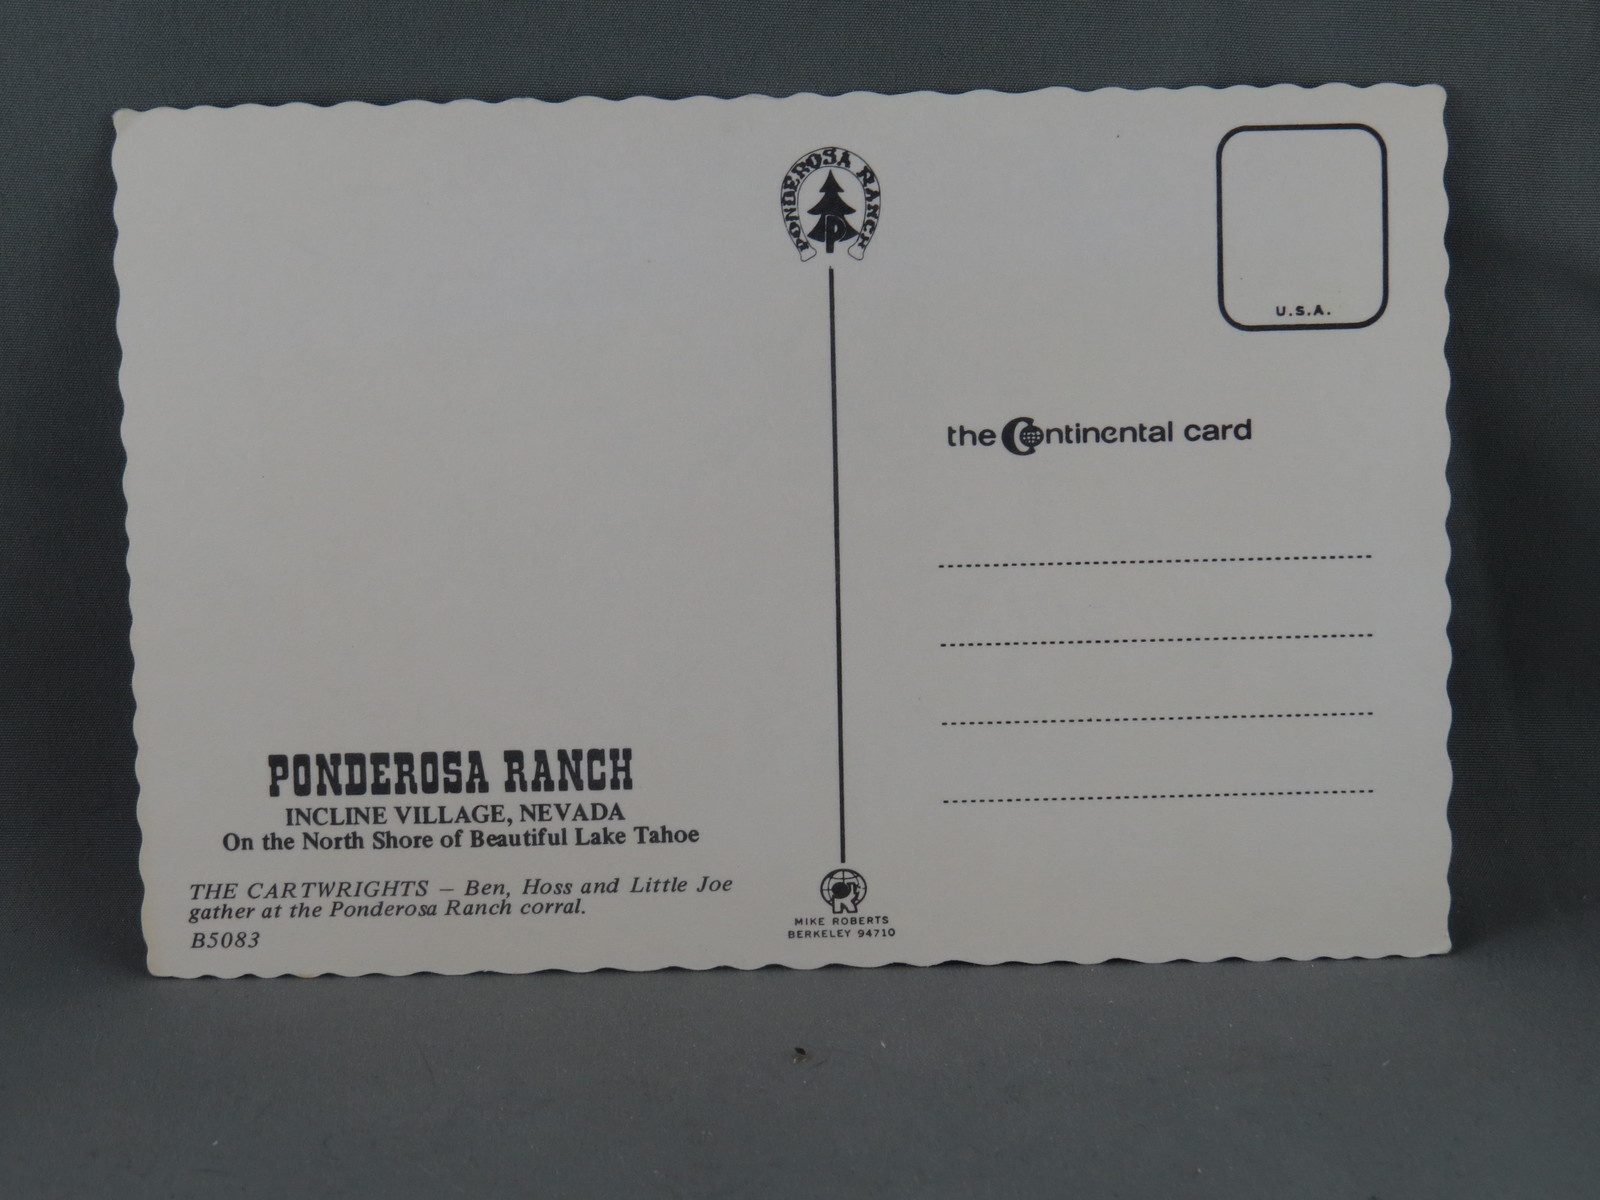 PONDEROSA RANCH
P
U.S.A.
the Continental card
PONDEROSA RANCH
INCLINE VILLAGE, NEVADA
On the North Shore of Beautiful Lake Tahoe
THE CARTWRIGHTS – Ben, Hoss and Little Joe
gather at the Ponderosa Ranch corral.
B5083
R
MIKE ROBERTS
BERKELEY 94710